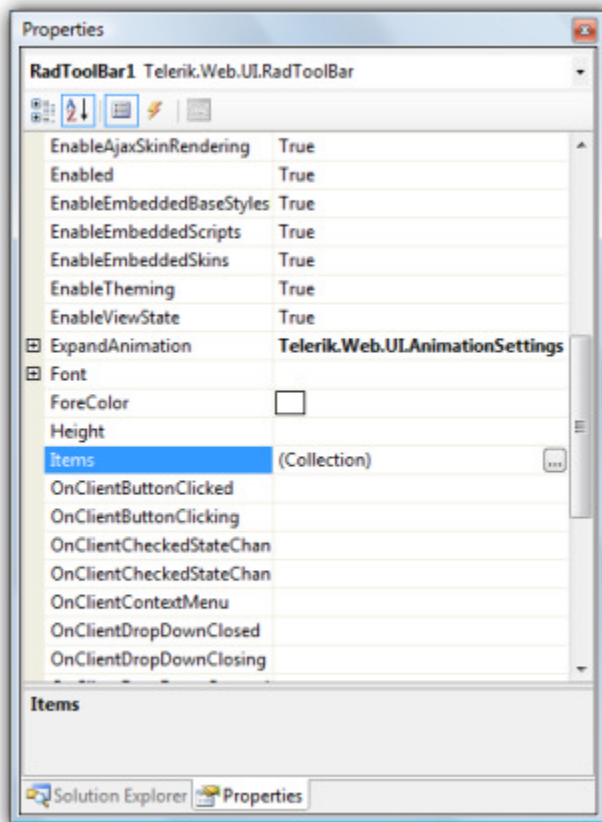 Properties
RadToolBar1 Telerik.Web.UI.RadToolBar
EnableAjaxSkinRendering True
Enabled True
EnableEmbeddedBaseStyles True
EnableEmbeddedScripts True
EnableEmbeddedSkins True
EnableTheming True
EnableViewState True
ExpandAnimation Telerik.Web.UI.AnimationSettings
Font
ForeColor
Height
Items (Collection) ...
OnClientButtonClicked
OnClientButtonClicking
OnClientCheckedStateChan
OnClientCheckedStateChan
OnClientContextMenu
OnClientDropDownClosed
OnClientDropDownClosing
Items
Solution Explorer Properties